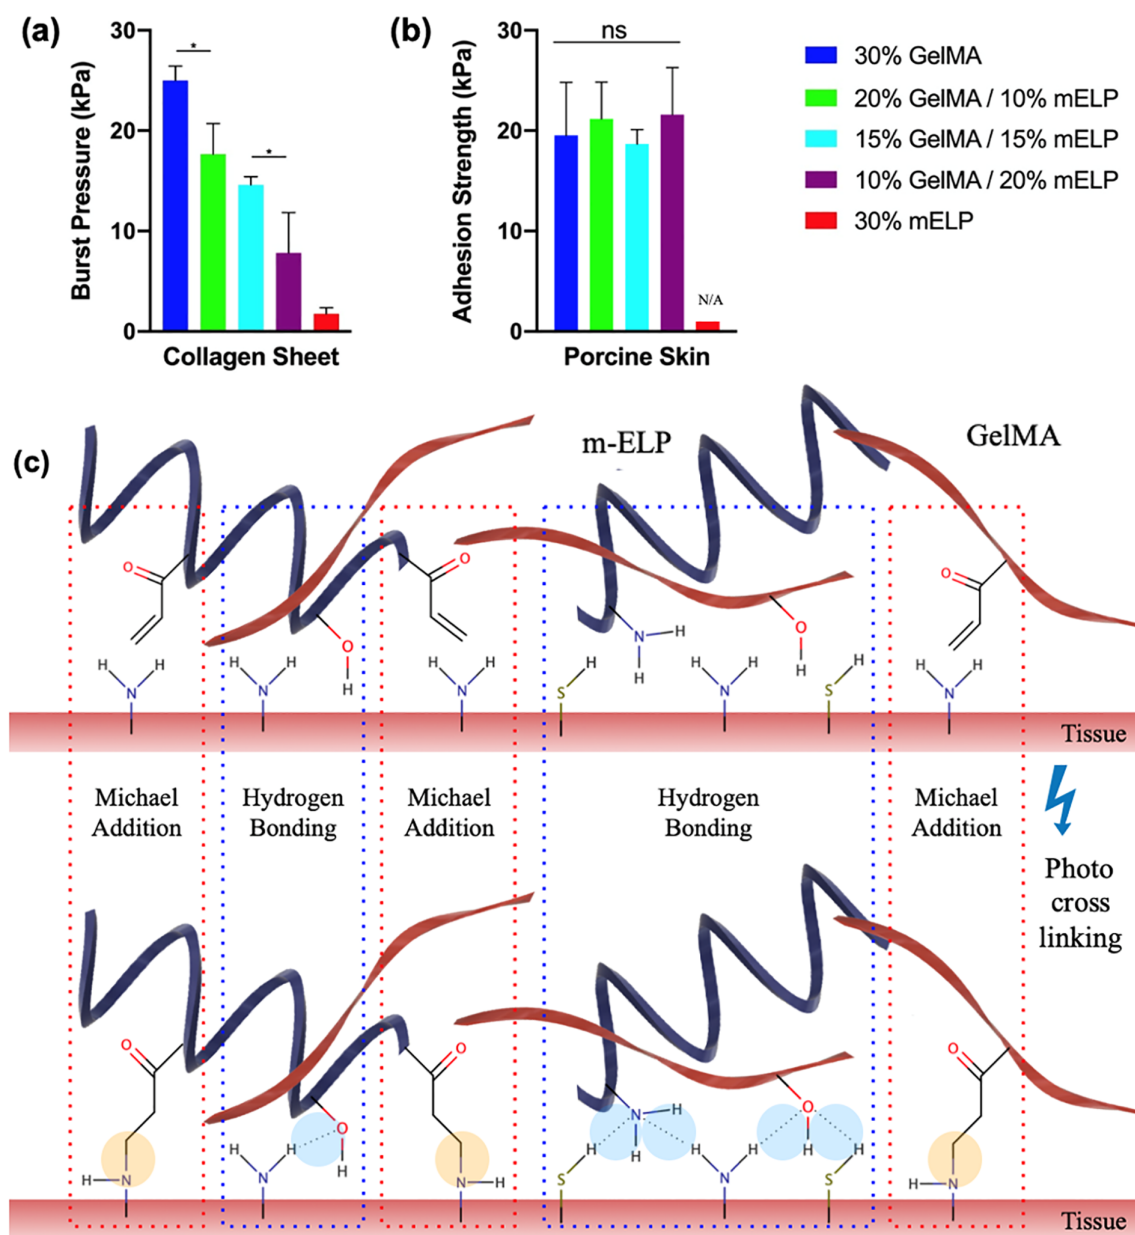 (a)
30
20
10
0
Burst Pressure (kPa)
*
*
Collagen Sheet
(b)
30
20
10
0
Adhesion Strength (kPa)
ns
N/A
Porcine Skin
30% GelMA
20% GelMA / 10% mELP
15% GelMA / 15% mELP
10% GelMA / 20% mELP
30% mELP
(c)
m-ELP
GelMA
O
O
O
H
H
H
N
H
H
N
O
H
H
H
N
H
S
N
H
H
H
H
N
O
H
H
S
H
H
N
Tissue
Michael
Addition
Hydrogen
Bonding
Michael
Addition
Hydrogen
Bonding
Michael
Addition
Photo
cross
linking
O
O
O
H
N
H
H
N
O
H
N
H
N
H
H
H
S
H
H
N
O
H
H
S
H
N
Tissue